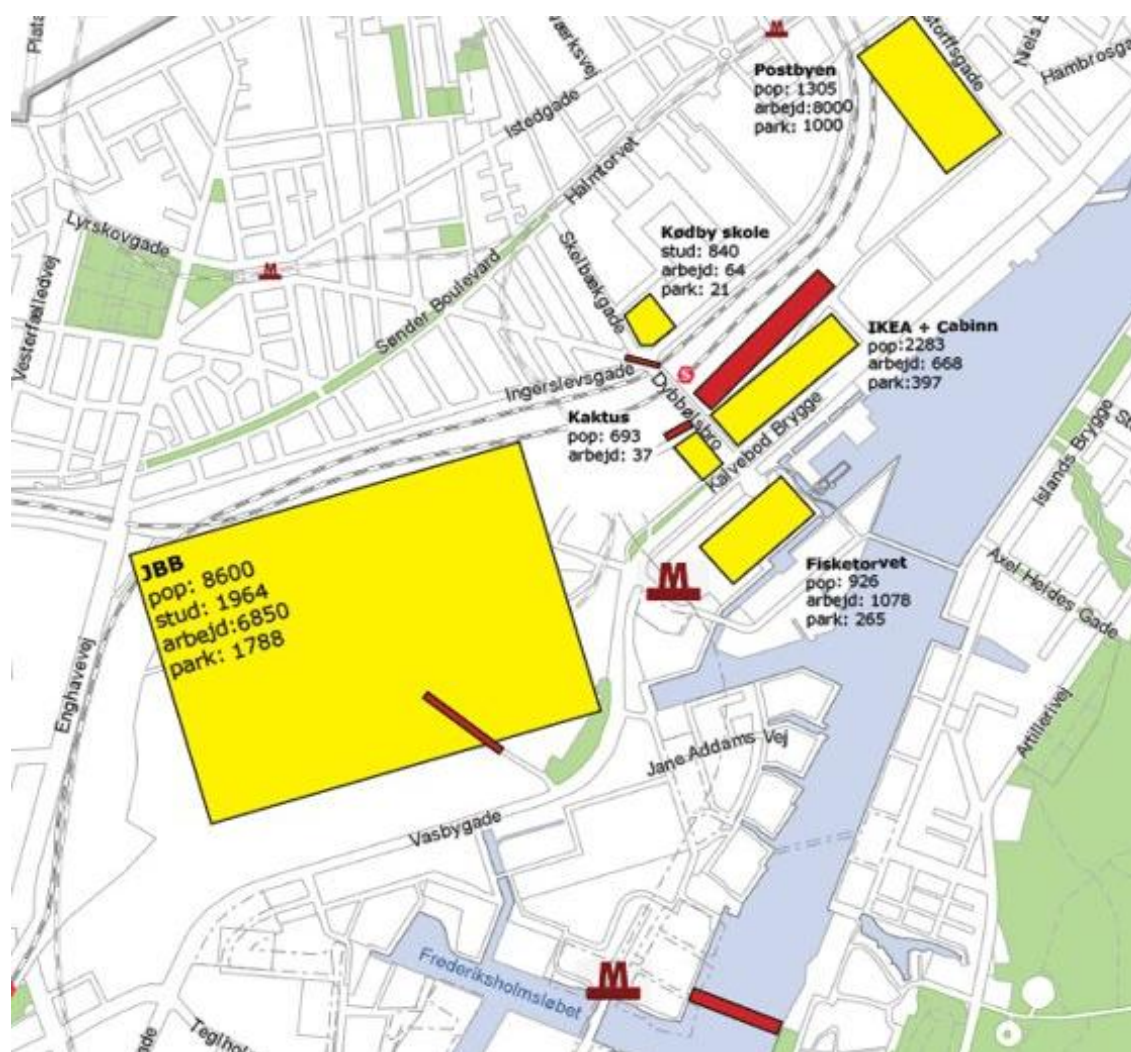 Istedgade
Halmtorvet
Hambrosga
Postbyen
pop: 1305
arbejd:8000
park: 1000
Lyrskovgade
Vesterfælledvej
Sønder Boulevard
Skelbækgade
Kødby skole
stud: 840
arbejd: 64
park: 21
S
Ingerslevsgade
Dybbølsbro
IKEA + Cabinn
pop:2283
arbejd: 668
park:397
Kaktus
pop: 693
arbejd: 37
Kalvebod Brygge
Islands Brygge
JBB
pop: 8600
stud: 1964
arbejd:6850
park: 1788
M
Fisketorvet
pop: 926
arbejd: 1078
park: 265
Axel Heides Gade
Artillerivej
Enghavevej
Jane Addams Vej
Vasbygade
Frederiksholmsløbet
M
Teglhol